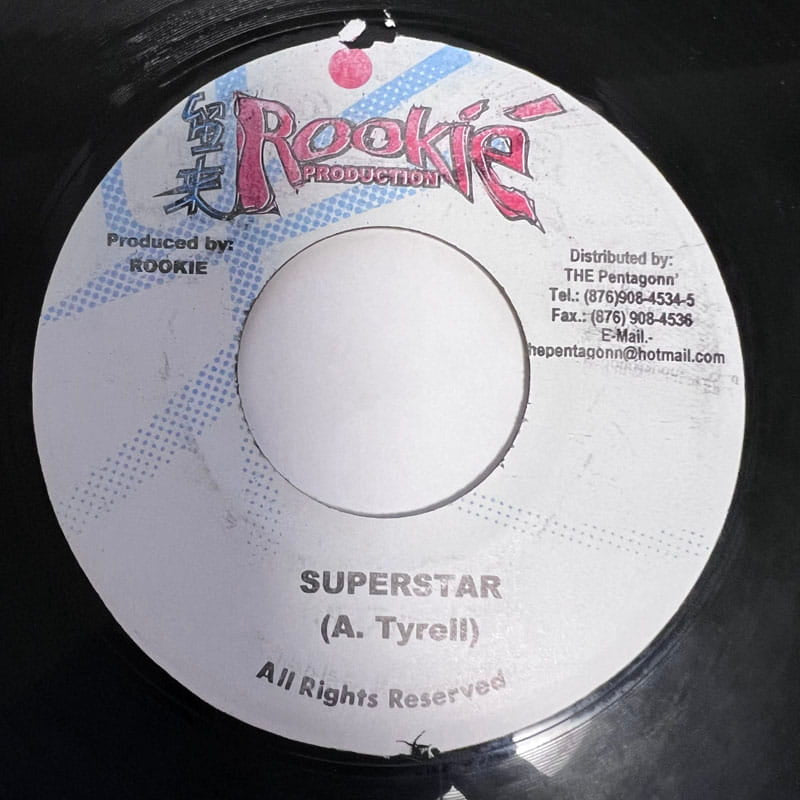 Rookie
PRODUCTION
Produced by:
ROOKIE
Distributed by:
THE Pentagonn'
Tel.: (876)908-4534-5
Fax.: (876) 908-4536
E-Mail.-
hepentagonn@hotmail.com
SUPERSTAR
(A. Tyrell)
All Rights Reserved